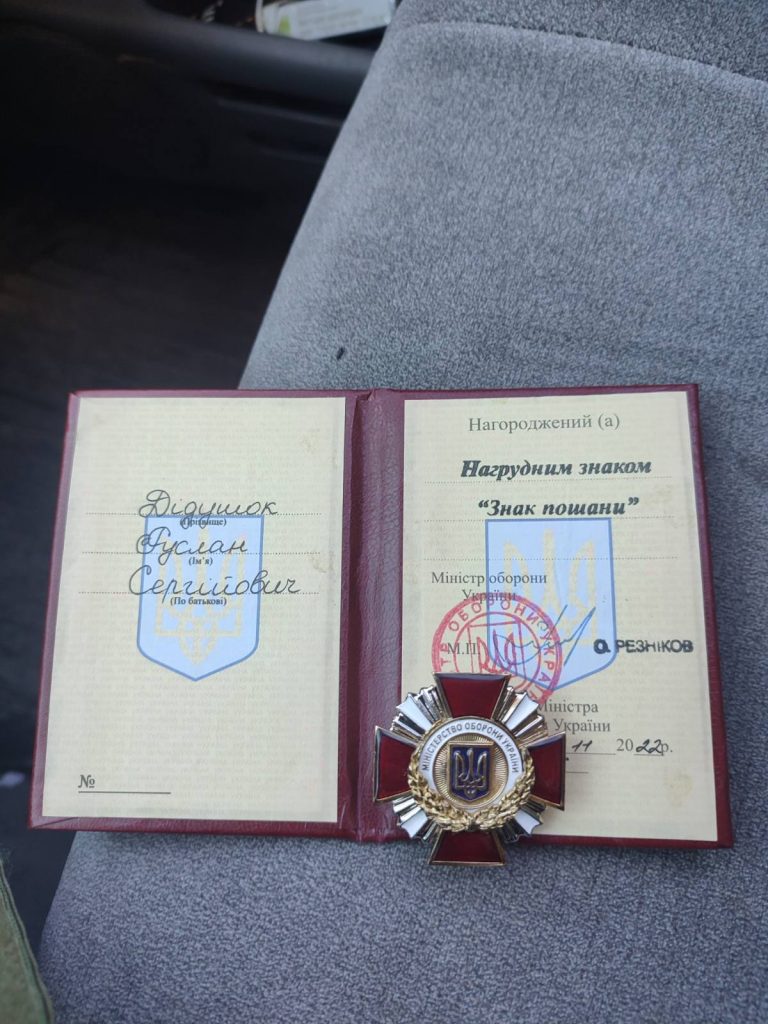 Дідушок
(Прізвище)
Руслан
(Ім'я)
Сергійович
(По батькові)
№
Нагороджений (а)
Нагрудним знаком
“Знак пошани”
Міністр оборони
України
М.П.
О. РЕЗНІКОВ
Міністра
України
11 2022р.
МІНІСТЕРСТВО ОБОРОНИ УКРАЇНИ